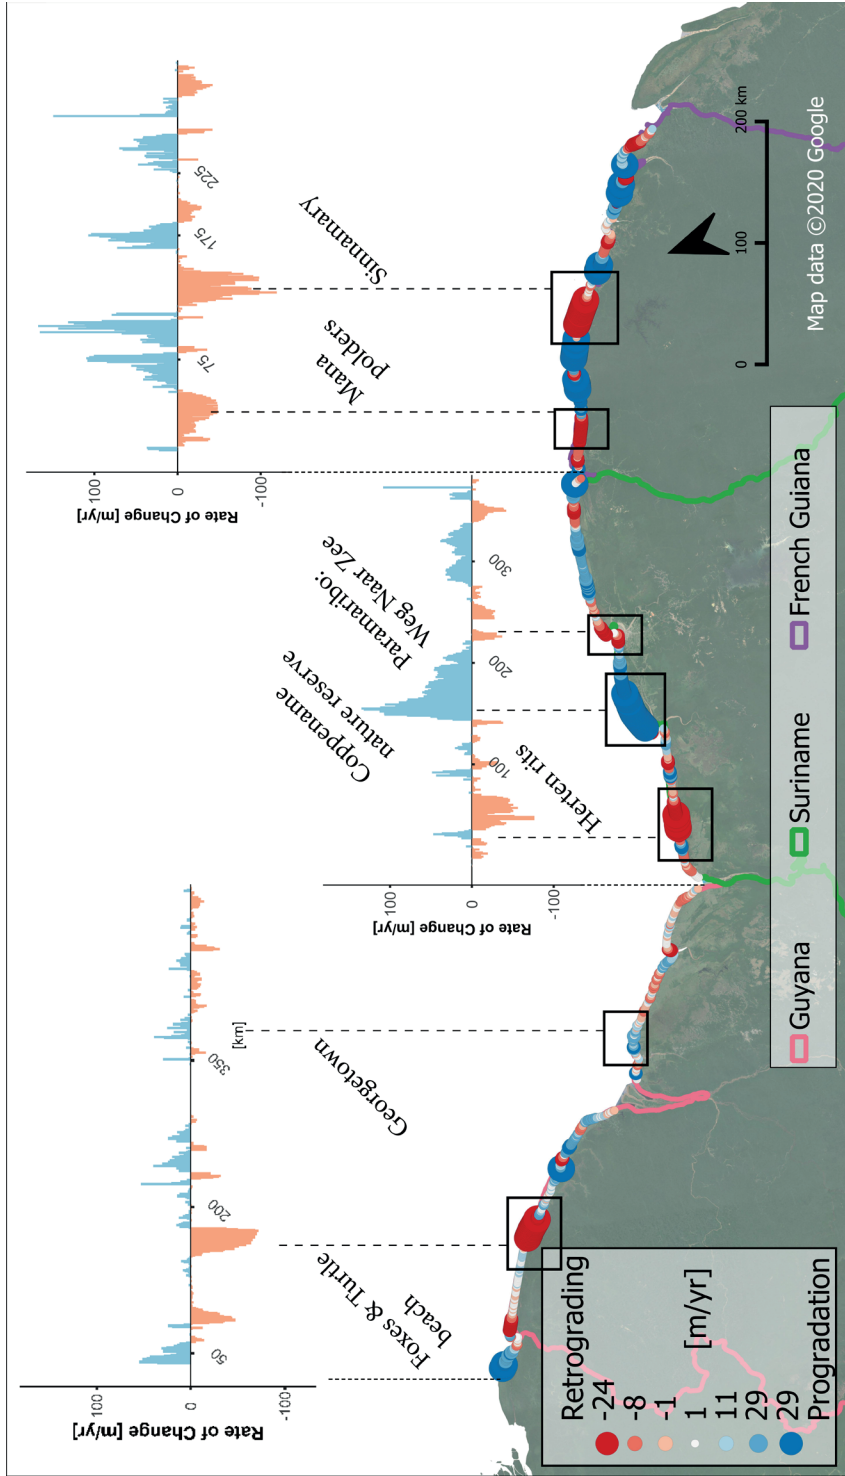 Rate of Change [m/yr]
100
0
-100
50
200
350
[km]
Foxes & Turtle
beach
Georgetown
Rate of Change [m/yr]
100
0
-100
100
200
300
Herten rits
Coppename
nature reserve
Paramaribo:
Weg Naar Zee
Rate of Change [m/yr]
100
0
-100
75
175
225
Mana
polders
Sinnamary
Retrograding
-24
-8
-1
1
11
29
29
[m/yr]
Progradation
Guyana
Suriname
French Guiana
0
100
200 km
Map data ©2020 Google